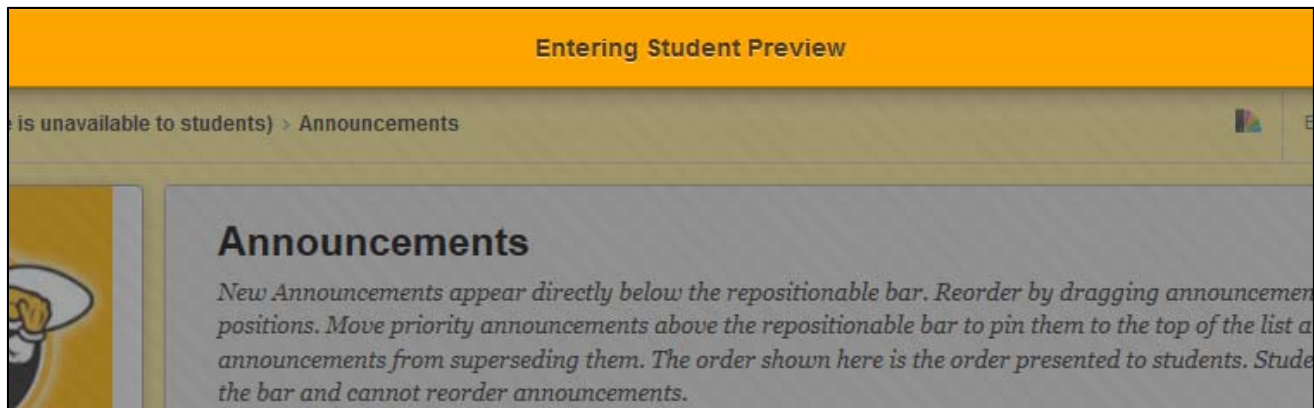 Entering Student Preview
is unavailable to students) > Announcements
Announcements
New Announcements appear directly below the repositionable bar. Reorder by dragging announcemen
positions. Move priority announcements above the repositionable bar to pin them to the top of the list a
announcements from superseding them. The order shown here is the order presented to students. Stude
the bar and cannot reorder announcements.